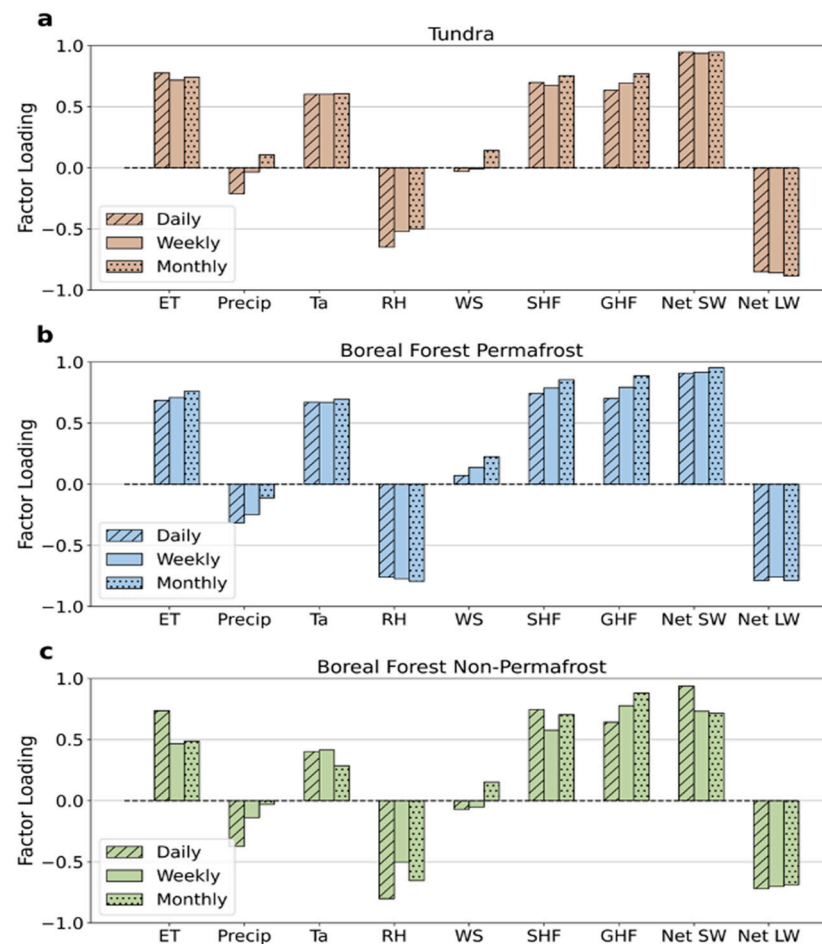 a
Tundra
1.0
0.5
0.0
−0.5
−1.0
Factor Loading
Daily
Weekly
Monthly
ET Precip Ta RH WS SHF GHF Net SW Net LW
b
Boreal Forest Permafrost
1.0
0.5
0.0
−0.5
−1.0
Factor Loading
Daily
Weekly
Monthly
ET Precip Ta RH WS SHF GHF Net SW Net LW
c
Boreal Forest Non-Permafrost
1.0
0.5
0.0
−0.5
−1.0
Factor Loading
Daily
Weekly
Monthly
ET Precip Ta RH WS SHF GHF Net SW Net LW